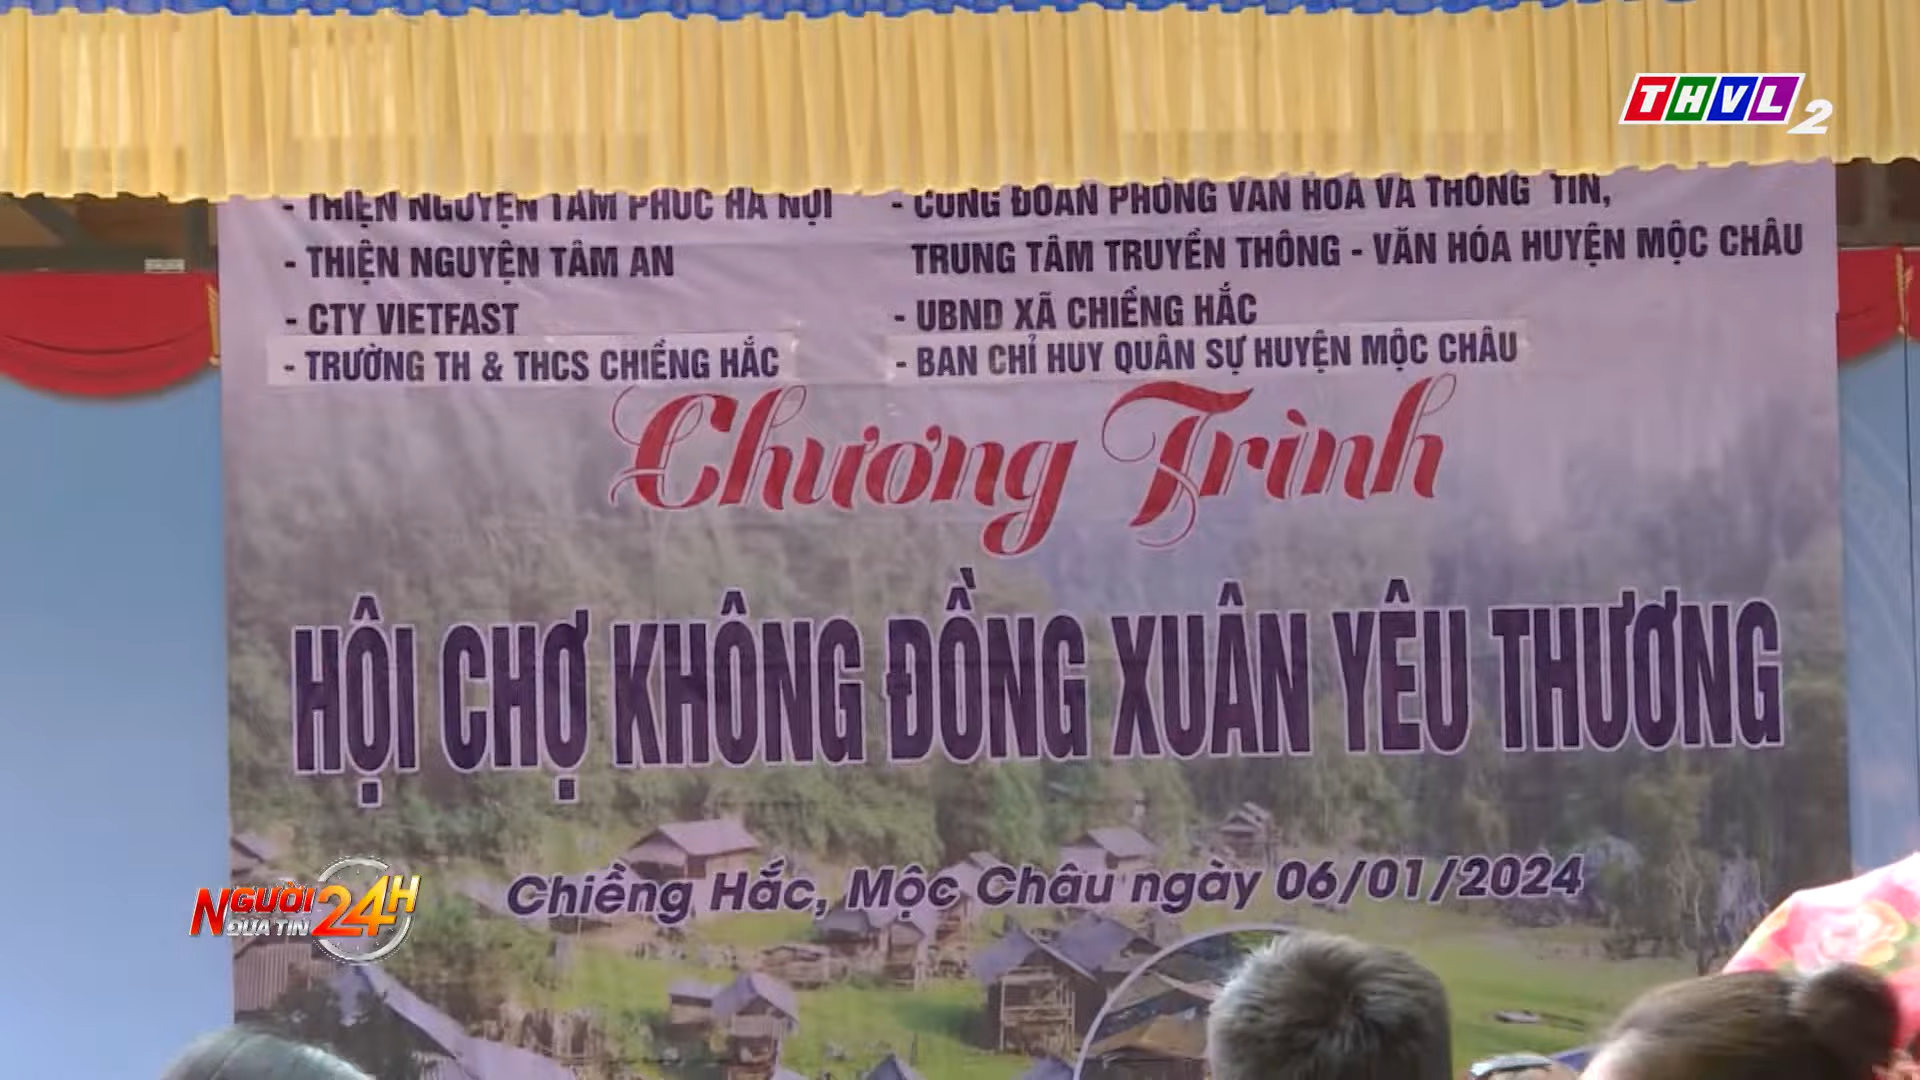 THVL2
- THIỆN NGUYỆN TÂM PHÚC HÀ NỘI
- THIỆN NGUYỆN TÂM AN
- CTY VIETFAST
- TRƯỜNG TH & THCS CHIỀNG HẮC
- CÔNG ĐOÀN PHÒNG VĂN HÓA VÀ THÔNG TIN,
TRUNG TÂM TRUYỀN THÔNG - VĂN HÓA HUYỆN MỘC CHÂU
- UBND XÃ CHIỀNG HẮC
- BAN CHỈ HUY QUÂN SỰ HUYỆN MỘC CHÂU
Chương Trình
HỘI CHỢ KHÔNG ĐỒNG XUÂN YÊU THƯƠNG
Chiềng Hắc, Mộc Châu ngày 06/01/2024
NGƯỜI ĐƯA TIN 24H